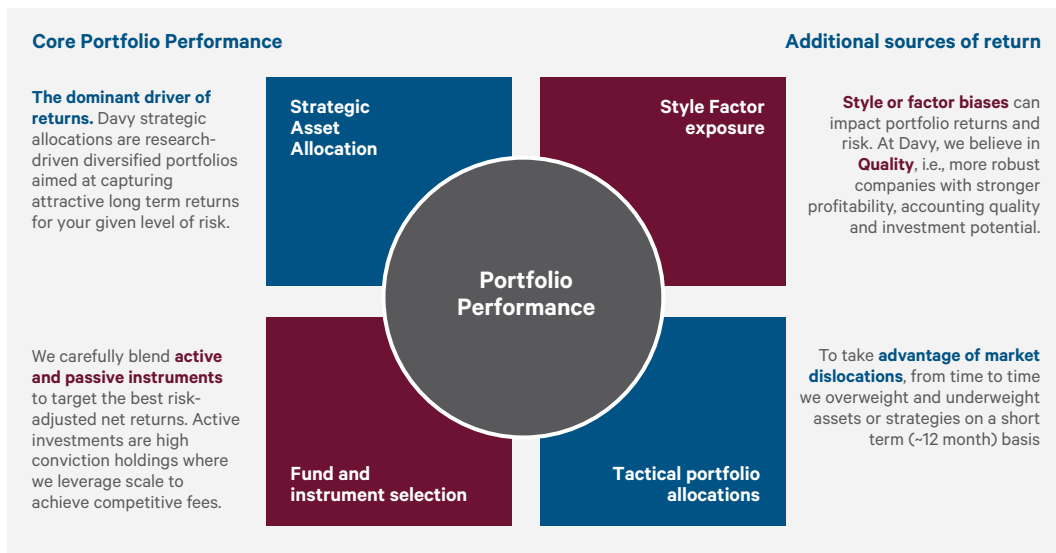 Core Portfolio Performance
Additional sources of return
The dominant driver of
returns. Davy strategic
allocations are research-
driven diversified portfolios
aimed at capturing
attractive long term returns
for your given level of risk.
Strategic
Asset
Allocation
Style Factor
exposure
Style or factor biases can
impact portfolio returns and
risk. At Davy, we believe in
Quality, i.e., more robust
companies with stronger
profitability, accounting quality
and investment potential.
Portfolio
Performance
We carefully blend active
and passive instruments
to target the best risk-
adjusted net returns. Active
investments are high
conviction holdings where
we leverage scale to
achieve competitive fees.
Fund and
instrument selection
Tactical portfolio
allocations
To take advantage of market
dislocations, from time to time
we overweight and underweight
assets or strategies on a short
term (~12 month) basis